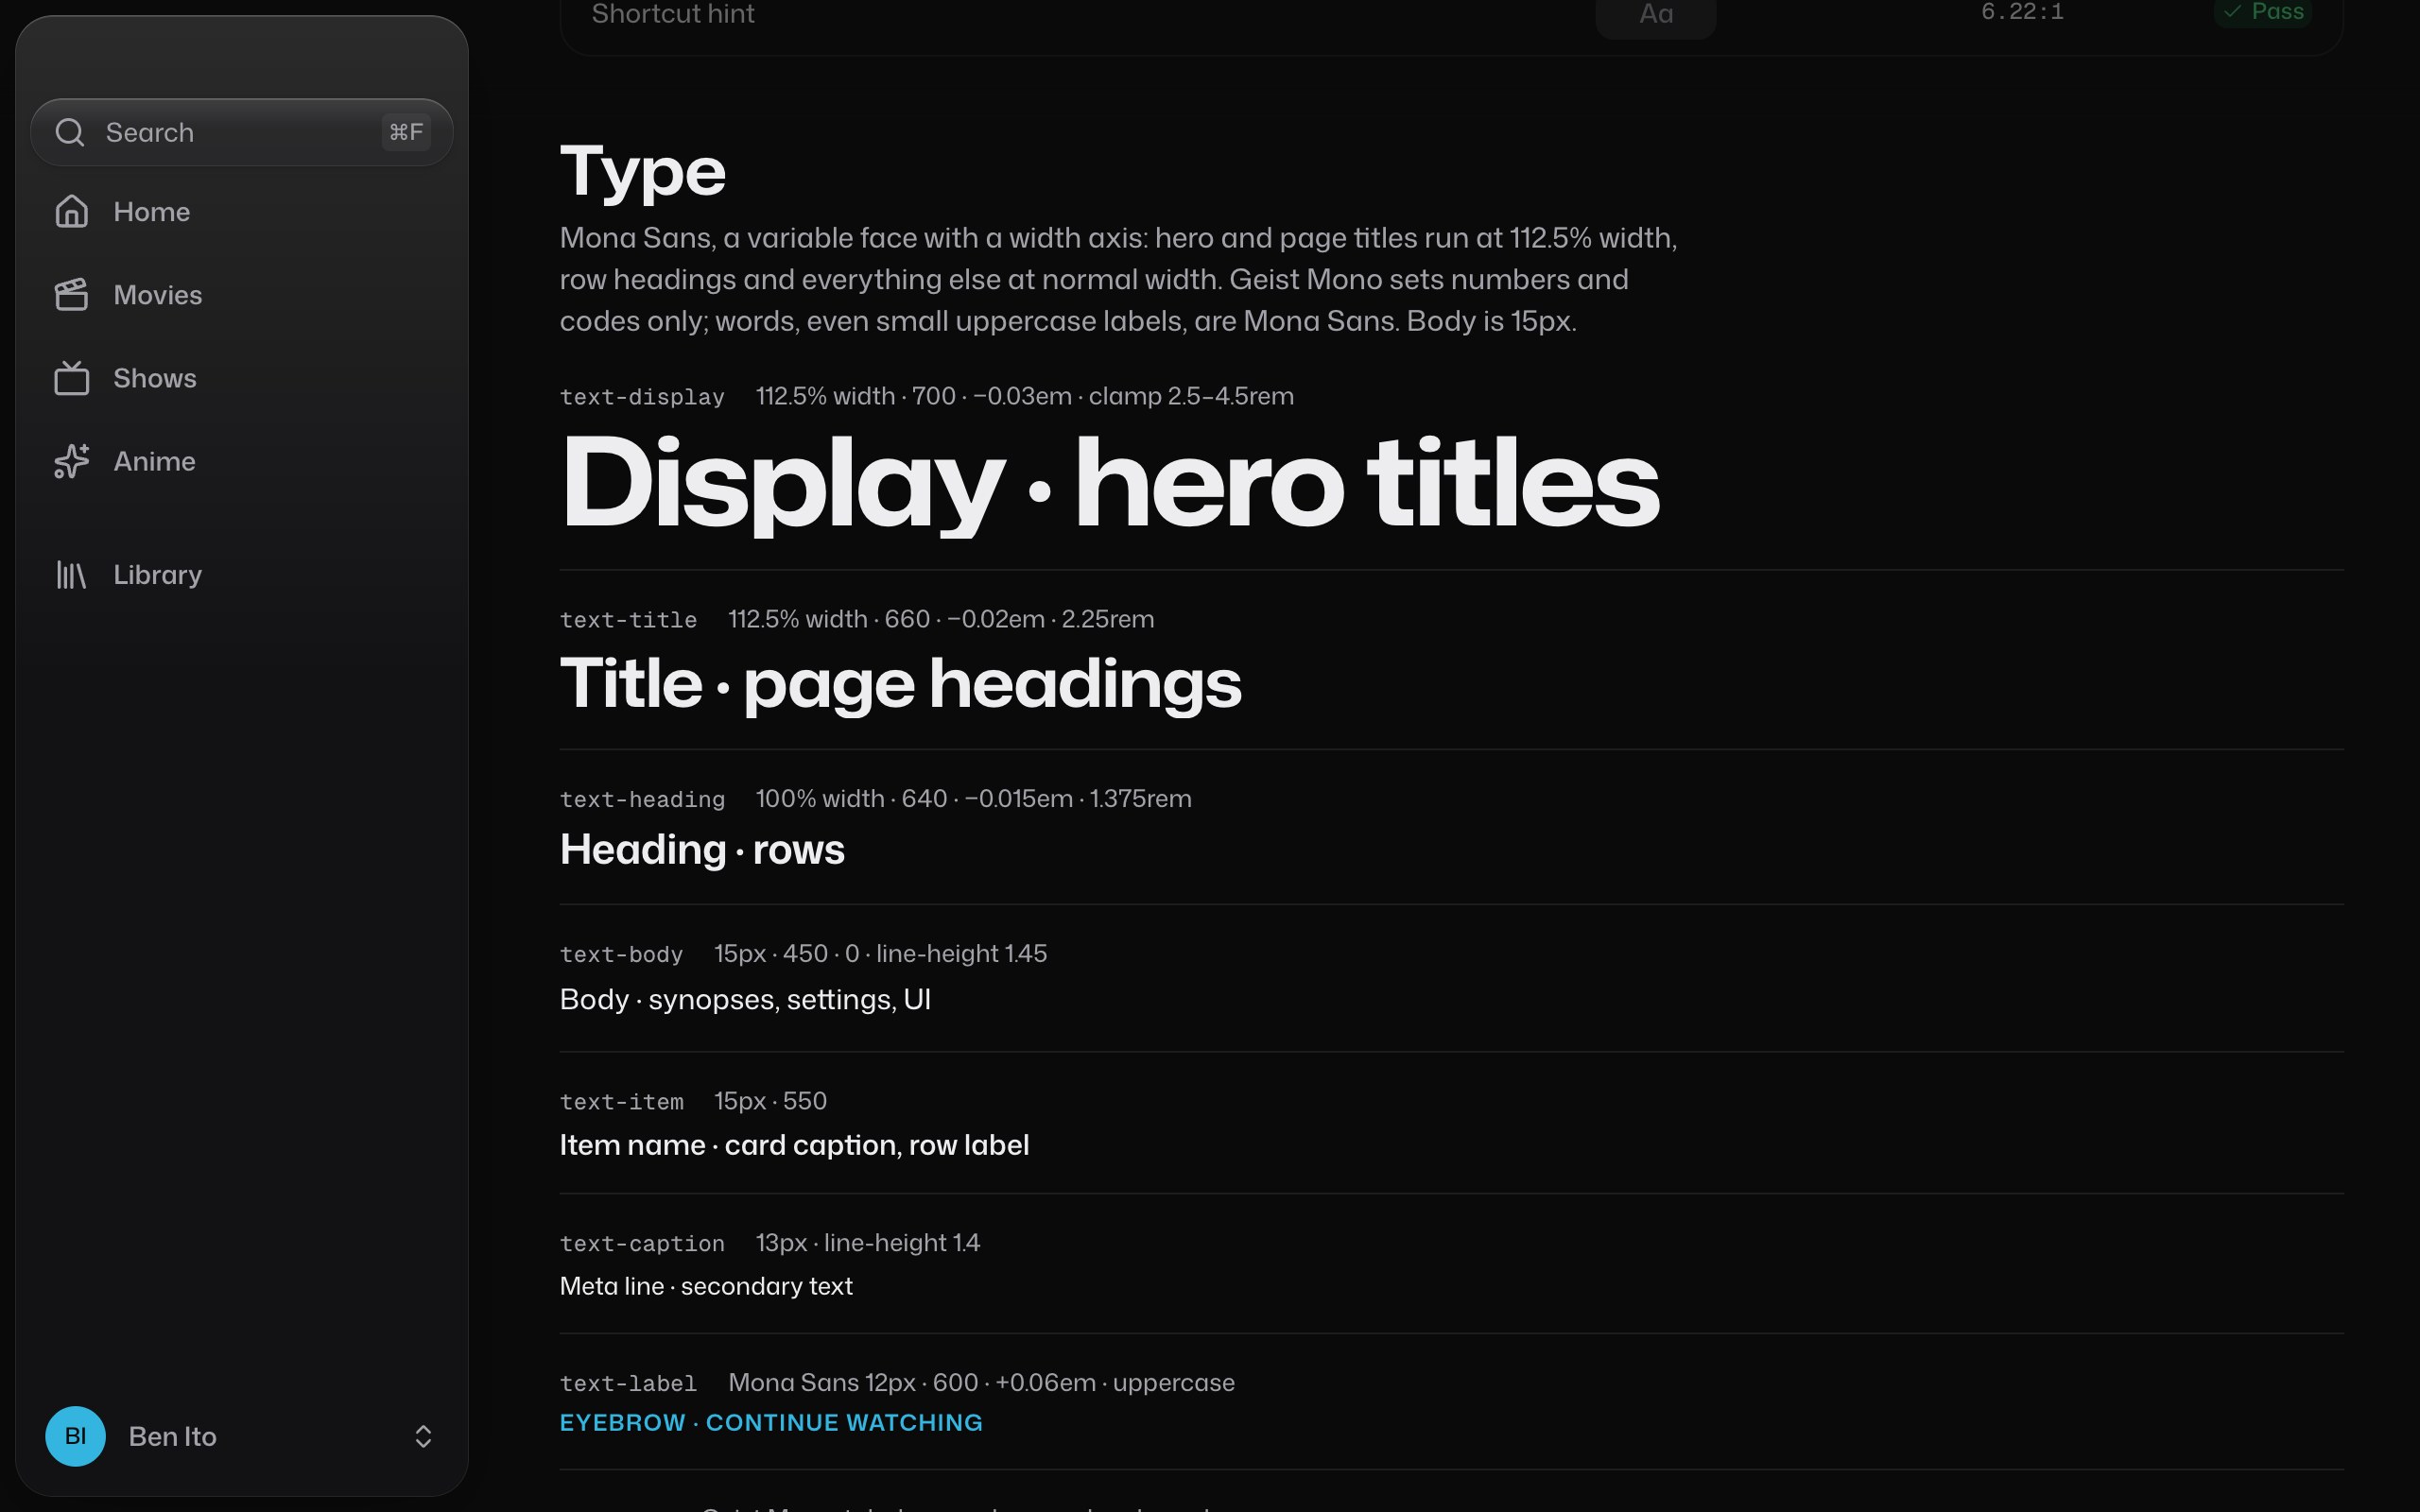 Search
⌘F
Home
Movies
Shows
Anime
Library
BI
Ben Ito
Shortcut hint
Aa
6.22:1
Pass
Type
Mona Sans, a variable face with a width axis: hero and page titles run at 112.5% width,
row headings and everything else at normal width. Geist Mono sets numbers and
codes only; words, even small uppercase labels, are Mona Sans. Body is 15px.
text-display 112.5% width · 700 · −0.03em · clamp 2.5–4.5rem
Display · hero titles
text-title 112.5% width · 660 · −0.02em · 2.25rem
Title · page headings
text-heading 100% width · 640 · −0.015em · 1.375rem
Heading · rows
text-body 15px · 450 · 0 · line-height 1.45
Body · synopses, settings, UI
text-item 15px · 550
Item name · card caption, row label
text-caption 13px · line-height 1.4
Meta line · secondary text
text-label Mona Sans 12px · 600 · +0.06em · uppercase
EYEBROW · CONTINUE WATCHING